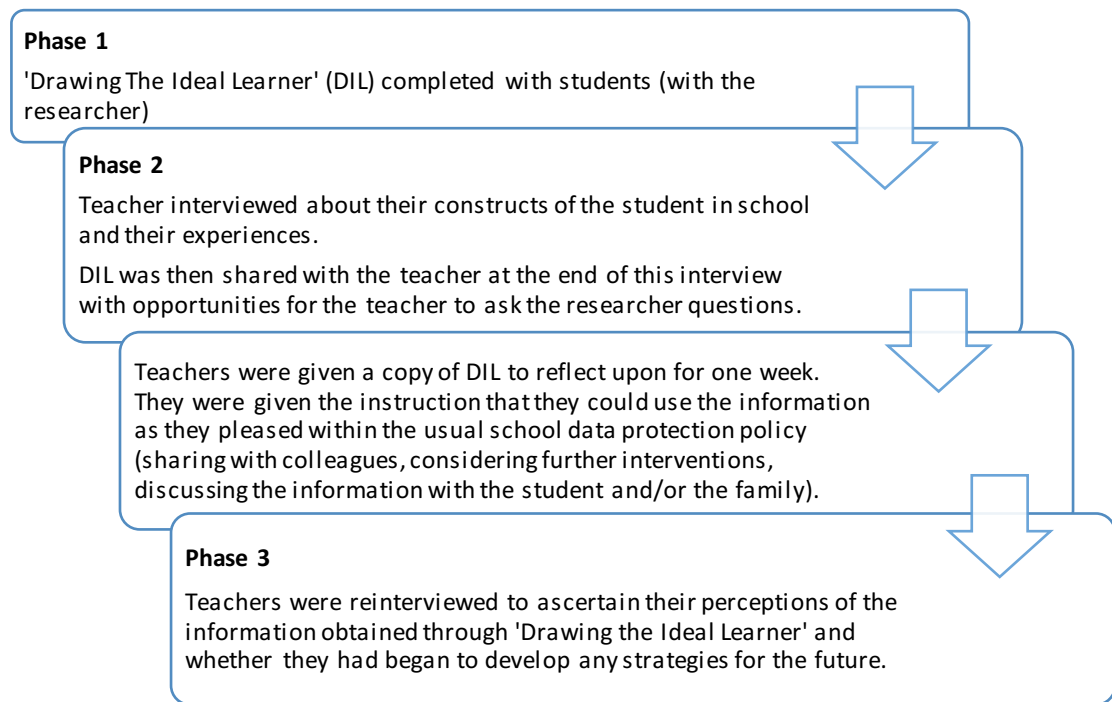 Phase 1
'Drawing The Ideal Learner' (DIL) completed with students (with the
researcher)
Phase 2
Teacher interviewed about their constructs of the student in school
and their experiences.
DIL was then shared with the teacher at the end of this interview
with opportunities for the teacher to ask the researcher questions.
Teachers were given a copy of DIL to reflect upon for one week.
They were given the instruction that they could use the information
as they pleased within the usual school data protection policy
(sharing with colleagues, considering further interventions,
discussing the information with the student and/or the family).
Phase 3
Teachers were reinterviewed to ascertain their perceptions of the
information obtained through 'Drawing the Ideal Learner' and
whether they had began to develop any strategies for the future.